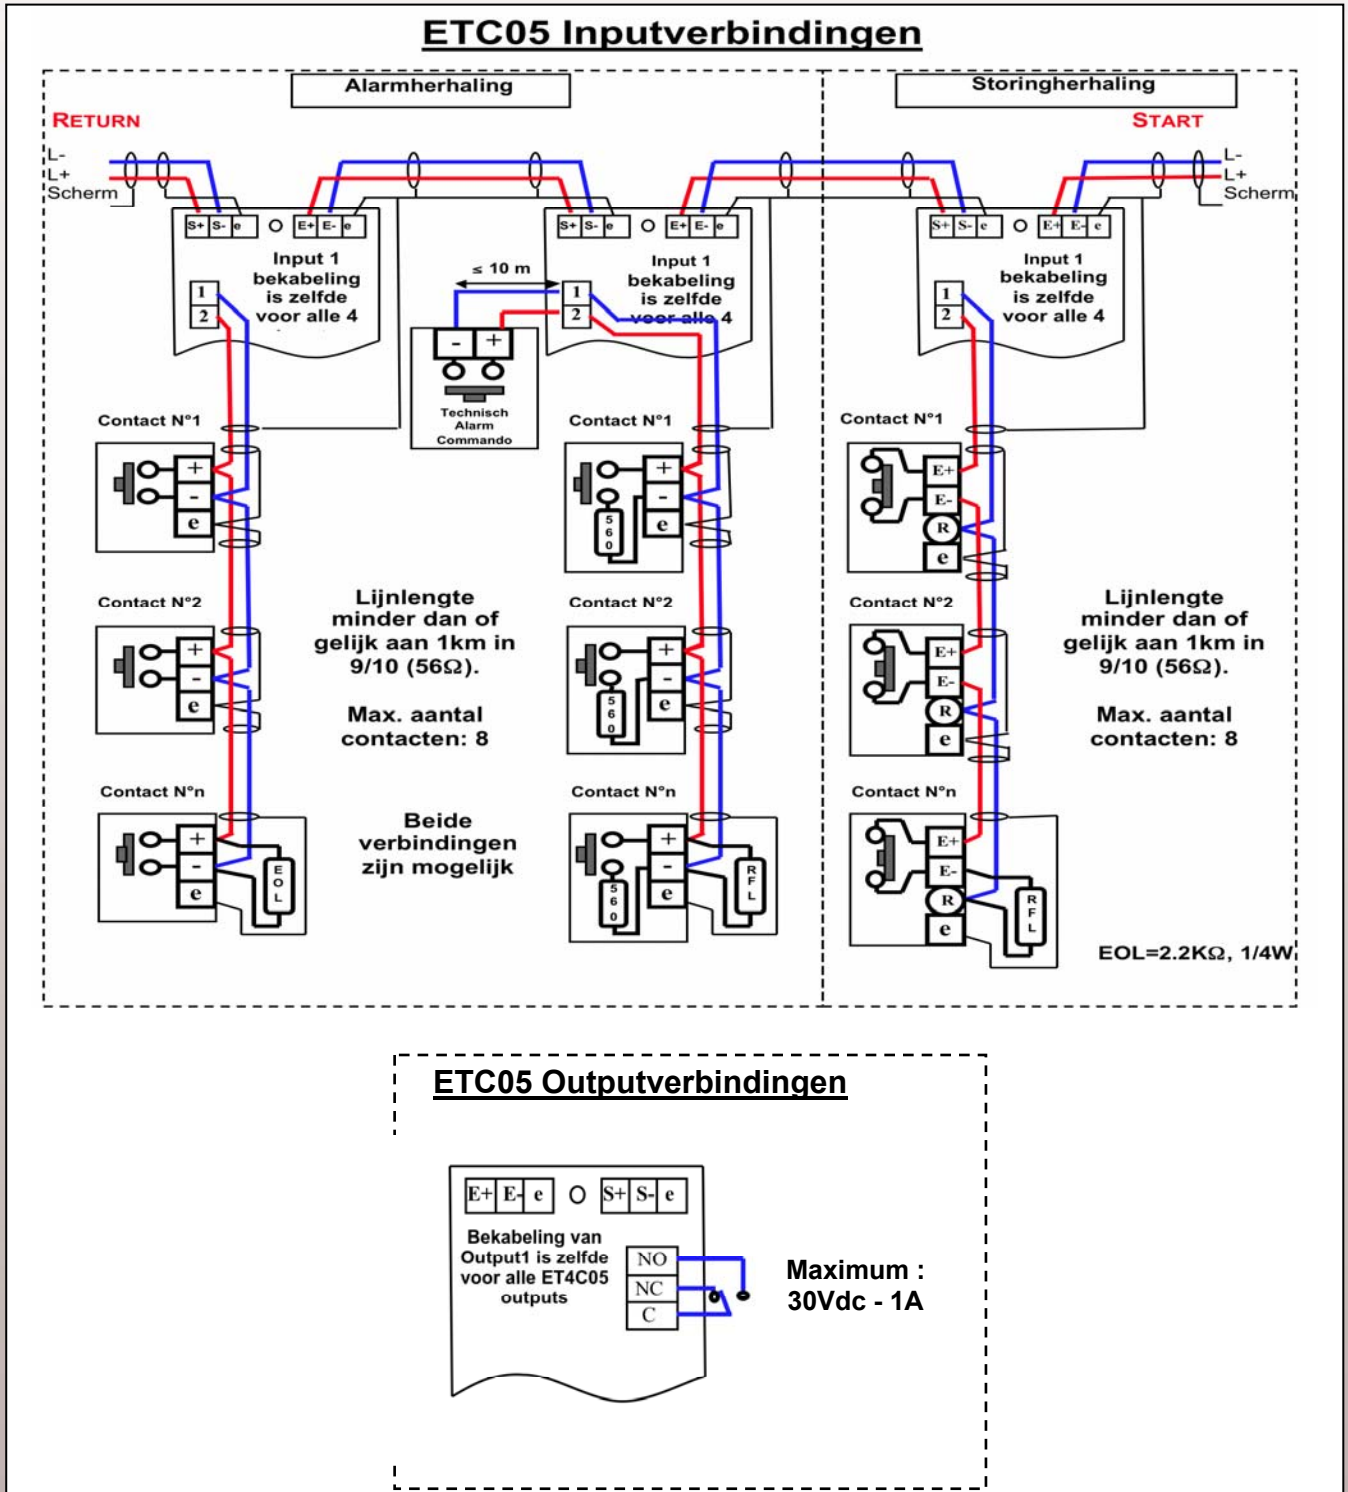 ETC05 Inputverbindingen
Alarmherhaling
Storingherhaling
RETURN
START
L-
L+
Scherm
L-
L+
Scherm
S+ S- e
E+ E- e
S+ S- e
E+ E- e
S+ S- e
E+ E- e
Input 1
bekabeling
is zelfde
voor alle 4
1
2
≤ 10 m
Input 1
bekabeling
is zelfde
voor alle 4
1
2
Input 1
bekabeling
is zelfde
voor alle 4
1
2
- +
Technisch
Alarm
Commando
Contact N°1
+
-
e
Contact N°1
+
-
e
560
Contact N°1
E+
E-
R
e
Contact N°2
+
-
e
Lijnlengte
minder dan of
gelijk aan 1km in
9/10 (56Ω).
Max. aantal
contacten: 8
Contact N°2
+
-
e
560
Contact N°2
E+
E-
R
e
Lijnlengte
minder dan of
gelijk aan 1km in
9/10 (56Ω).
Max. aantal
contacten: 8
Contact N°n
+
-
e
EOL
Beide
verbindingen
zijn mogelijk
Contact N°n
+
-
e
560
RFL
Contact N°n
E+
E-
R
e
RFL
EOL=2.2KΩ, 1/4W
ETC05 Outputverbindingen
E+ E- e
S+ S- e
Bekabeling van
Output1 is zelfde
voor alle ET4C05
outputs
NO
NC
C
Maximum :
30Vdc - 1A